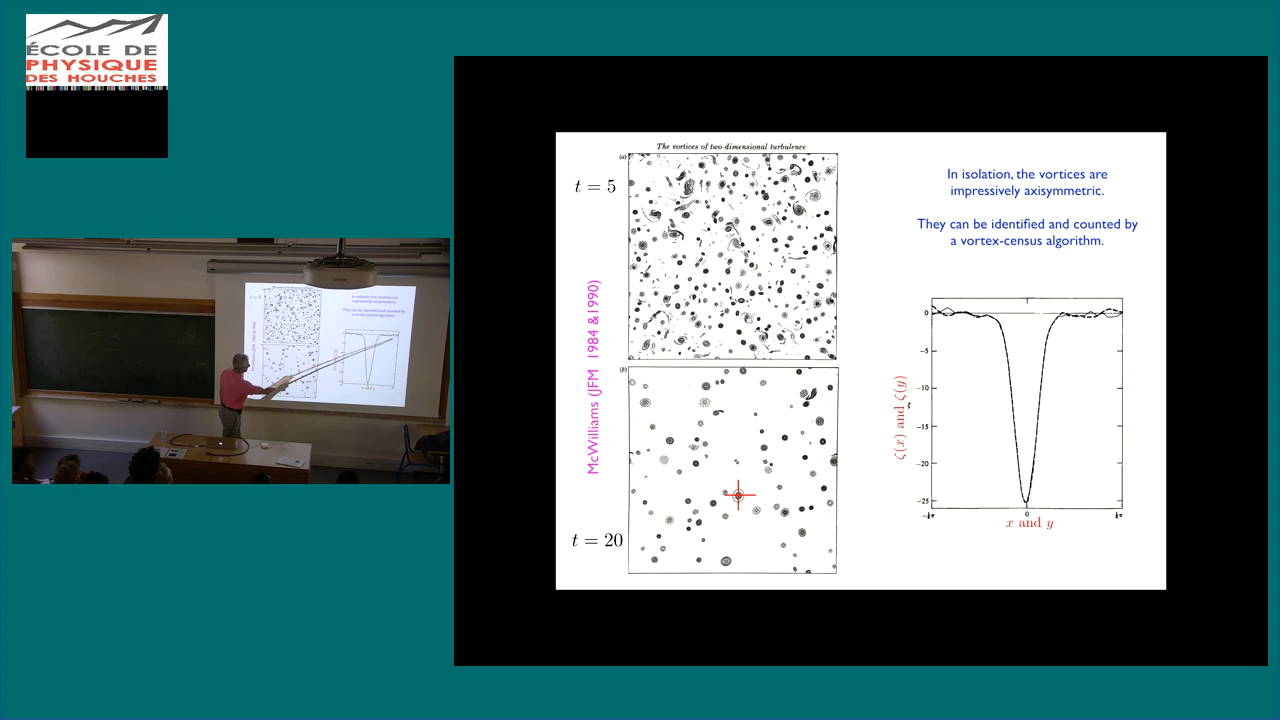 ÉCOLE DE
PHYSIQUE
DES HOUCHES
The vortices of two-dimensional turbulence
(a)
t = 5
McWilliams (JFM 1984 &1990)
(b)
t = 20
In isolation, the vortices are
impressively axisymmetric.
They can be identified and counted by
a vortex-census algorithm.
0
−5
−10
−15
−20
−25
ζ(x) and ζ(y)
0
x and y